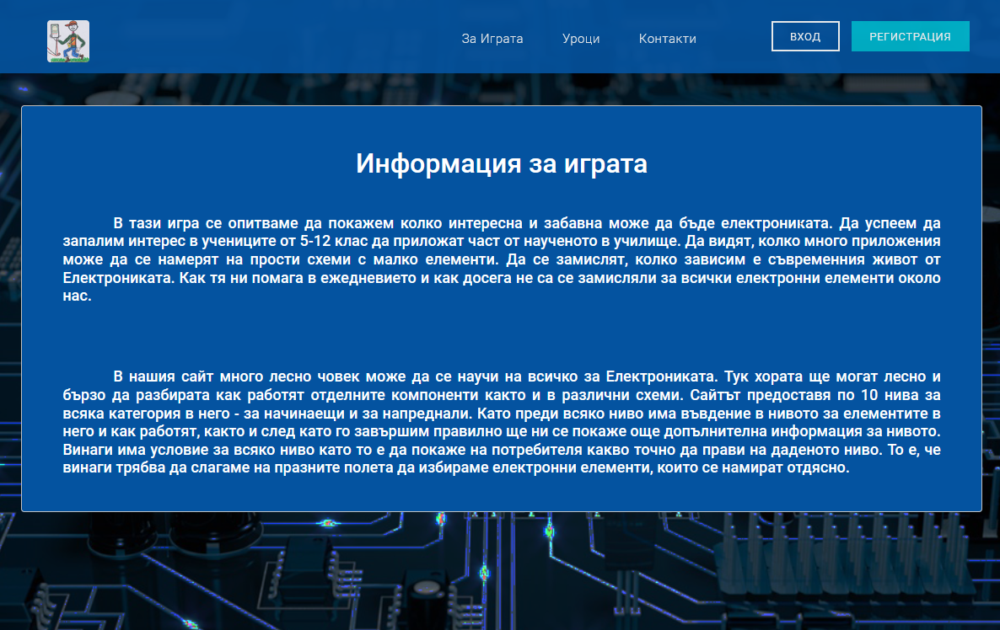 За Играта
Уроци
Контакти
ВХОД
РЕГИСТРАЦИЯ
Информация за играта
В тази игра се опитваме да покажем колко интересна и забавна може да бъде електрониката. Да успеем да
запалим интерес в учениците от 5-12 клас да приложат част от наученото в училище. Да видят, колко много приложения
може да се намерят на прости схеми с малко елементи. Да се замислят, колко зависим е съвременния живот от
Електрониката. Как тя ни помага в ежедневието и как досега не са се замисляли за всички електронни елементи около
нас.
В нашия сайт много лесно човек може да се научи на всичко за Електрониката. Тук хората ще могат лесно и
бързо да разбирата как работят отделните компоненти както и в различни схеми. Сайтът предоставя по 10 нива за
всяка категория в него - за начинаещи и за напреднали. Като преди всяко ниво има въвдение в нивото за елементите в
него и как работят, както и след като го завършим правилно ще ни се покаже още допълнителна информация за нивото.
Винаги има условие за всяко ниво като то е да покаже на потребителя какво точно да прави на даденото ниво. То е, че
винаги трябва да слагаме на празните полета да избираме електронни елементи, които се намират отдясно.